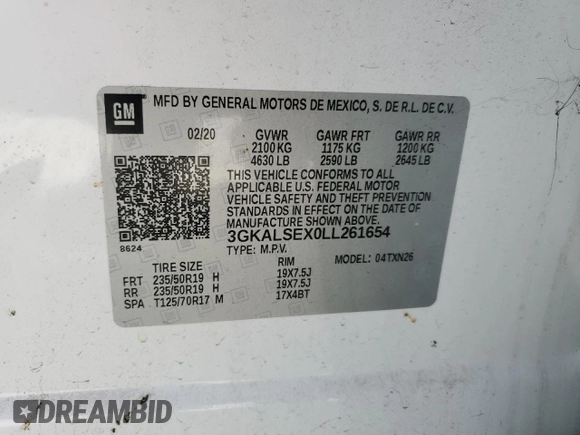 GM MFD BY GENERAL MOTORS DE MEXICO, S. DE R.L. DE C.V.
02/20 GVWR GAWR FRT GAWR RR
2100 KG 1175 KG 1200 KG
4630 LB 2590 LB 2645 LB
THIS VEHICLE CONFORMS TO ALL
APPLICABLE U.S. FEDERAL MOTOR
VEHICLE SAFETY AND THEFT PREVENTION
STANDARDS IN EFFECT ON THE DATE OF
MANUFACTURE SHOWN ABOVE.
8624 3GKALSEX0LL261654
TYPE: M.P.V. MODEL: 04TXN26
TIRE SIZE RIM
FRT 235/50R19 H 19X7.5J
RR 235/50R19 H 19X7.5J
SPA T125/70R17 M 17X4BT
DREAMBID